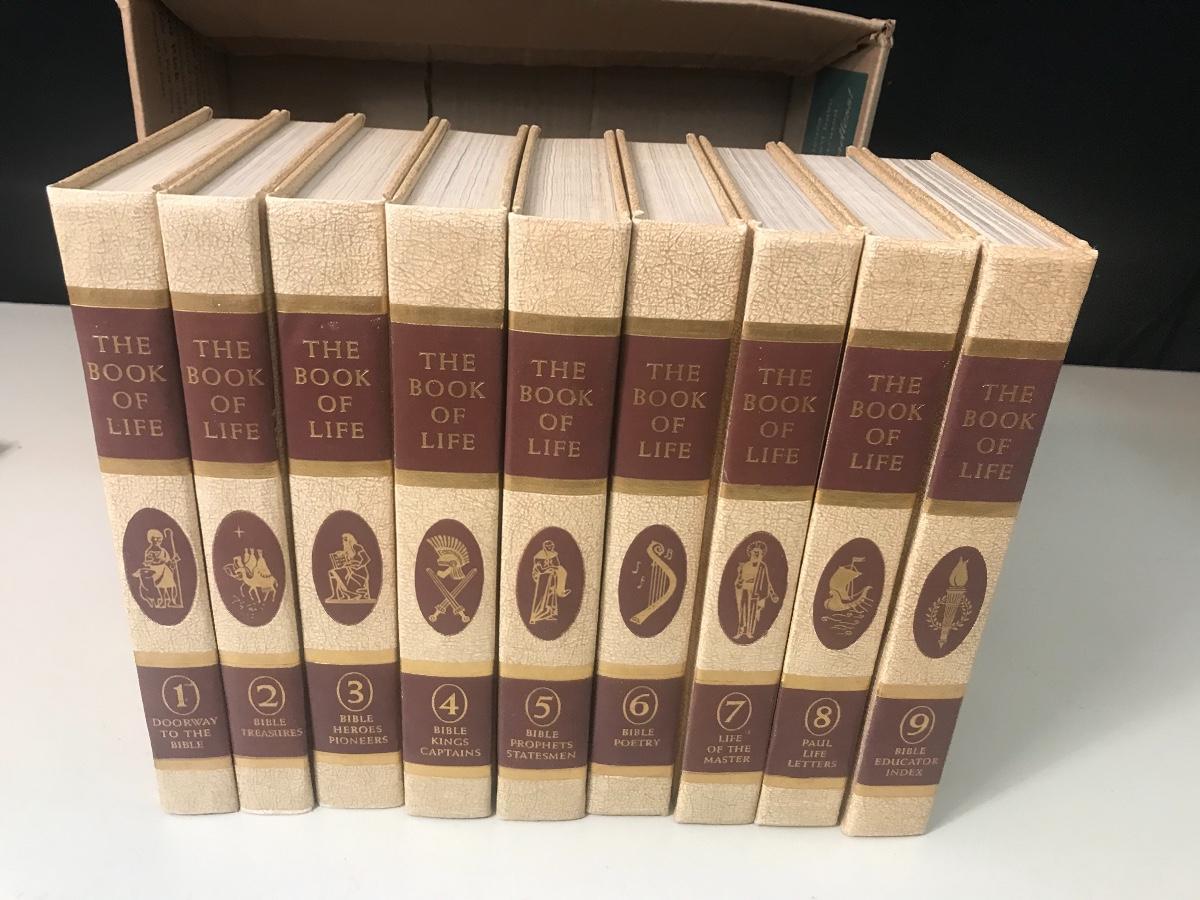 THE
BOOK
OF
LIFE
1
DOORWAY
TO THE
BIBLE
THE
BOOK
OF
LIFE
2
BIBLE
TREASURES
THE
BOOK
OF
LIFE
3
BIBLE
HEROES
PIONEERS
THE
BOOK
OF
LIFE
4
BIBLE
KINGS
CAPTAINS
THE
BOOK
OF
LIFE
5
BIBLE
PROPHETS
STATESMEN
THE
BOOK
OF
LIFE
6
BIBLE
POETRY
THE
BOOK
OF
LIFE
7
LIFE
OF THE
MASTER
THE
BOOK
OF
LIFE
8
PAUL
LIFE
LETTERS
THE
BOOK
OF
LIFE
9
BIBLE
EDUCATOR
INDEX